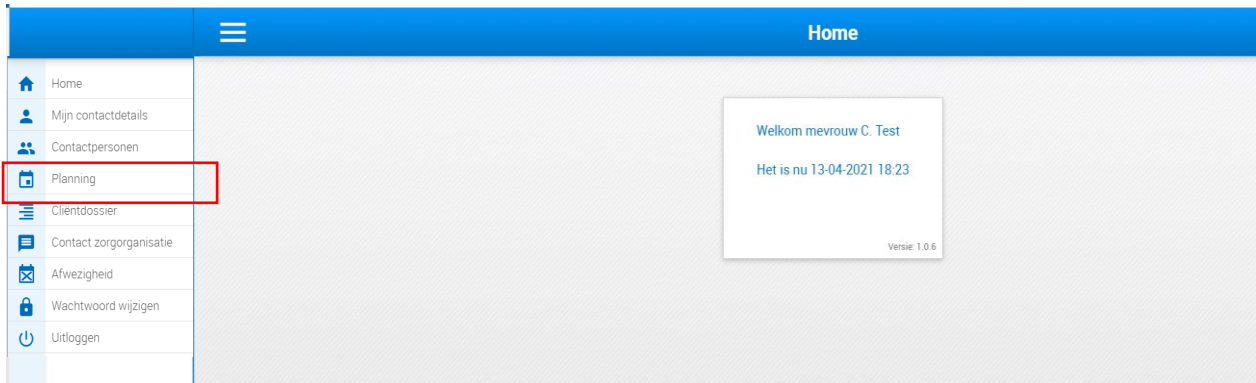 Home
Home
Mijn contactdetails
Contactpersonen
Planning
Cliëntdossier
Contact zorgorganisatie
Afwezigheid
Wachtwoord wijzigen
Uitloggen
Welkom mevrouw C. Test
Het is nu 13-04-2021 18:23
Versie: 1.0.6